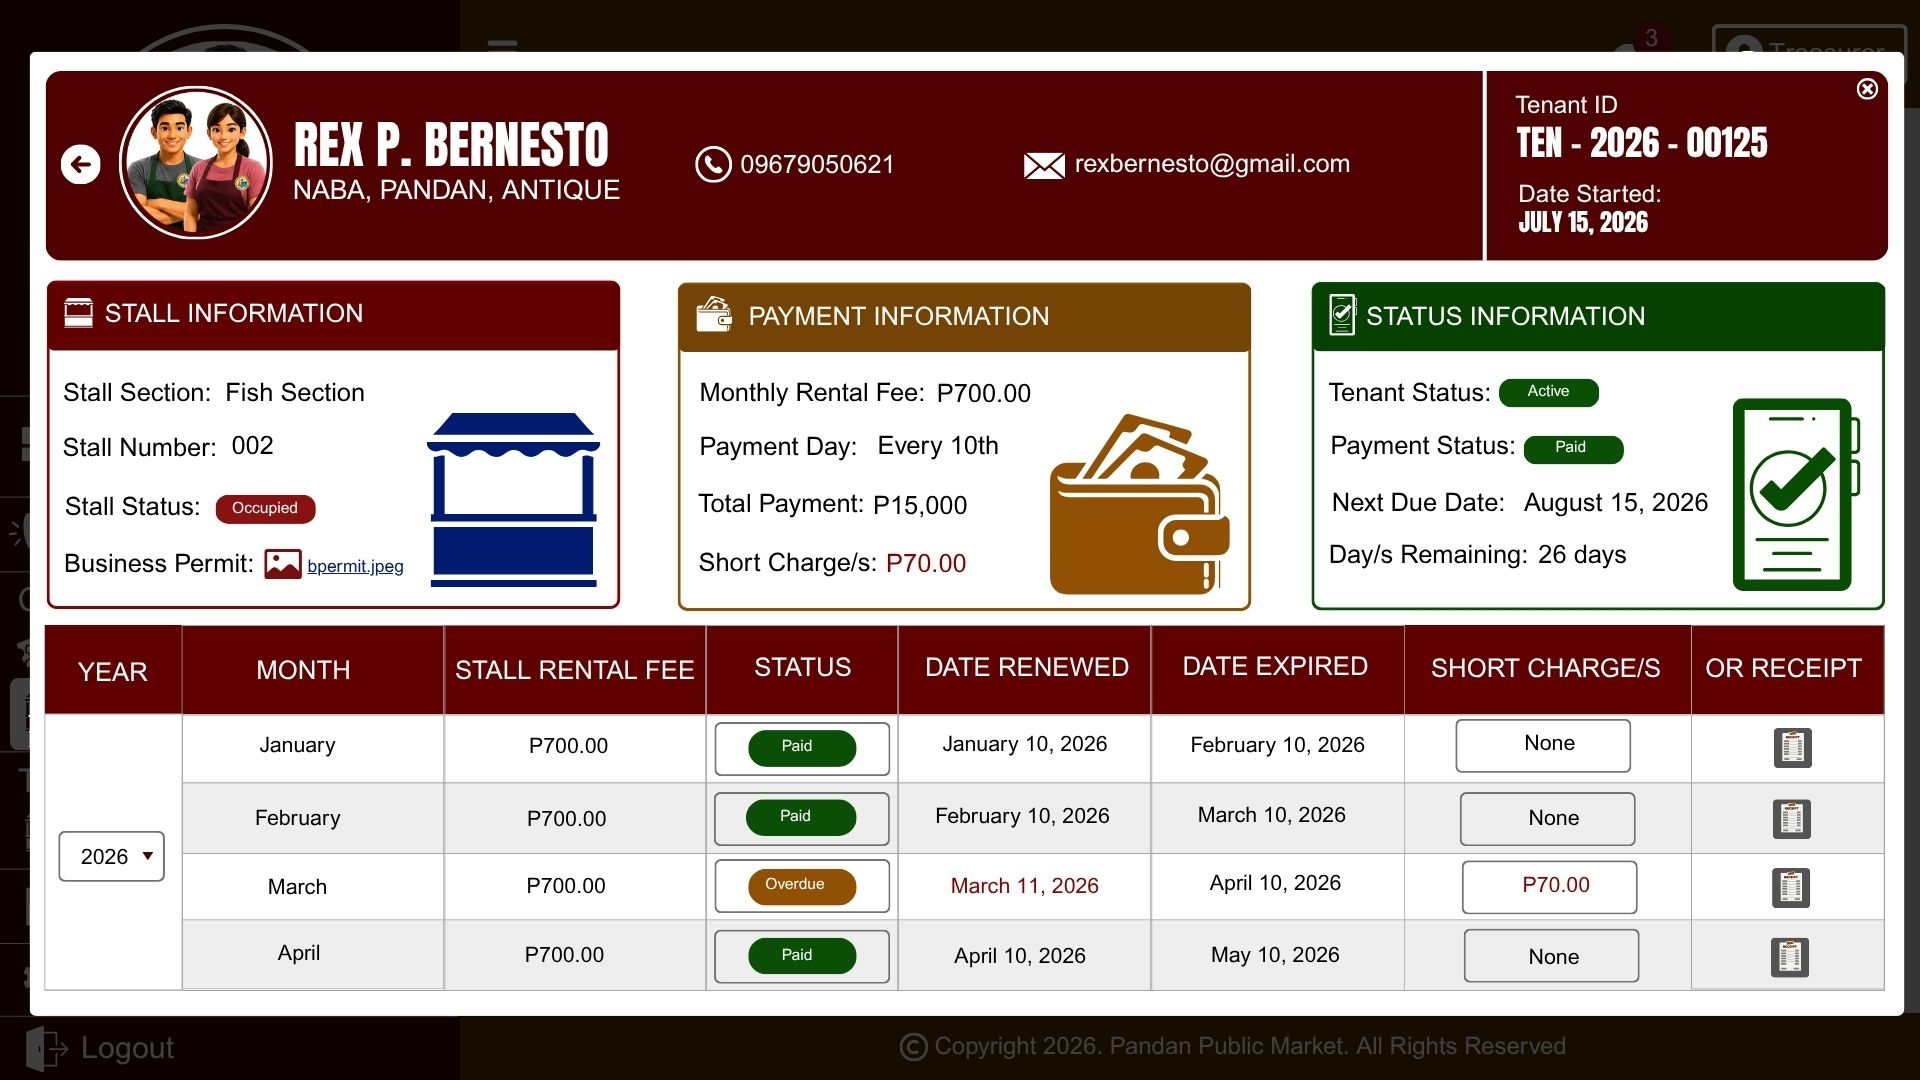 3
Treasurer
REX P. BERNESTO
NABA, PANDAN, ANTIQUE
09679050621
rexbernesto@gmail.com
Tenant ID
TEN - 2026 - 00125
Date Started:
JULY 15, 2026
STALL INFORMATION
Stall Section: Fish Section
Stall Number: 002
Stall Status: Occupied
Business Permit: bpermit.jpeg
PAYMENT INFORMATION
Monthly Rental Fee: P700.00
Payment Day: Every 10th
Total Payment: P15,000
Short Charge/s: P70.00
STATUS INFORMATION
Tenant Status: Active
Payment Status: Paid
Next Due Date: August 15, 2026
Day/s Remaining: 26 days
YEAR MONTH STALL RENTAL FEE STATUS DATE RENEWED DATE EXPIRED SHORT CHARGE/S OR RECEIPT
January P700.00 Paid January 10, 2026 February 10, 2026 None
February P700.00 Paid February 10, 2026 March 10, 2026 None
2026
March P700.00 Overdue March 11, 2026 April 10, 2026 P70.00
April P700.00 Paid April 10, 2026 May 10, 2026 None
Logout
Copyright 2026. Pandan Public Market. All Rights Reserved